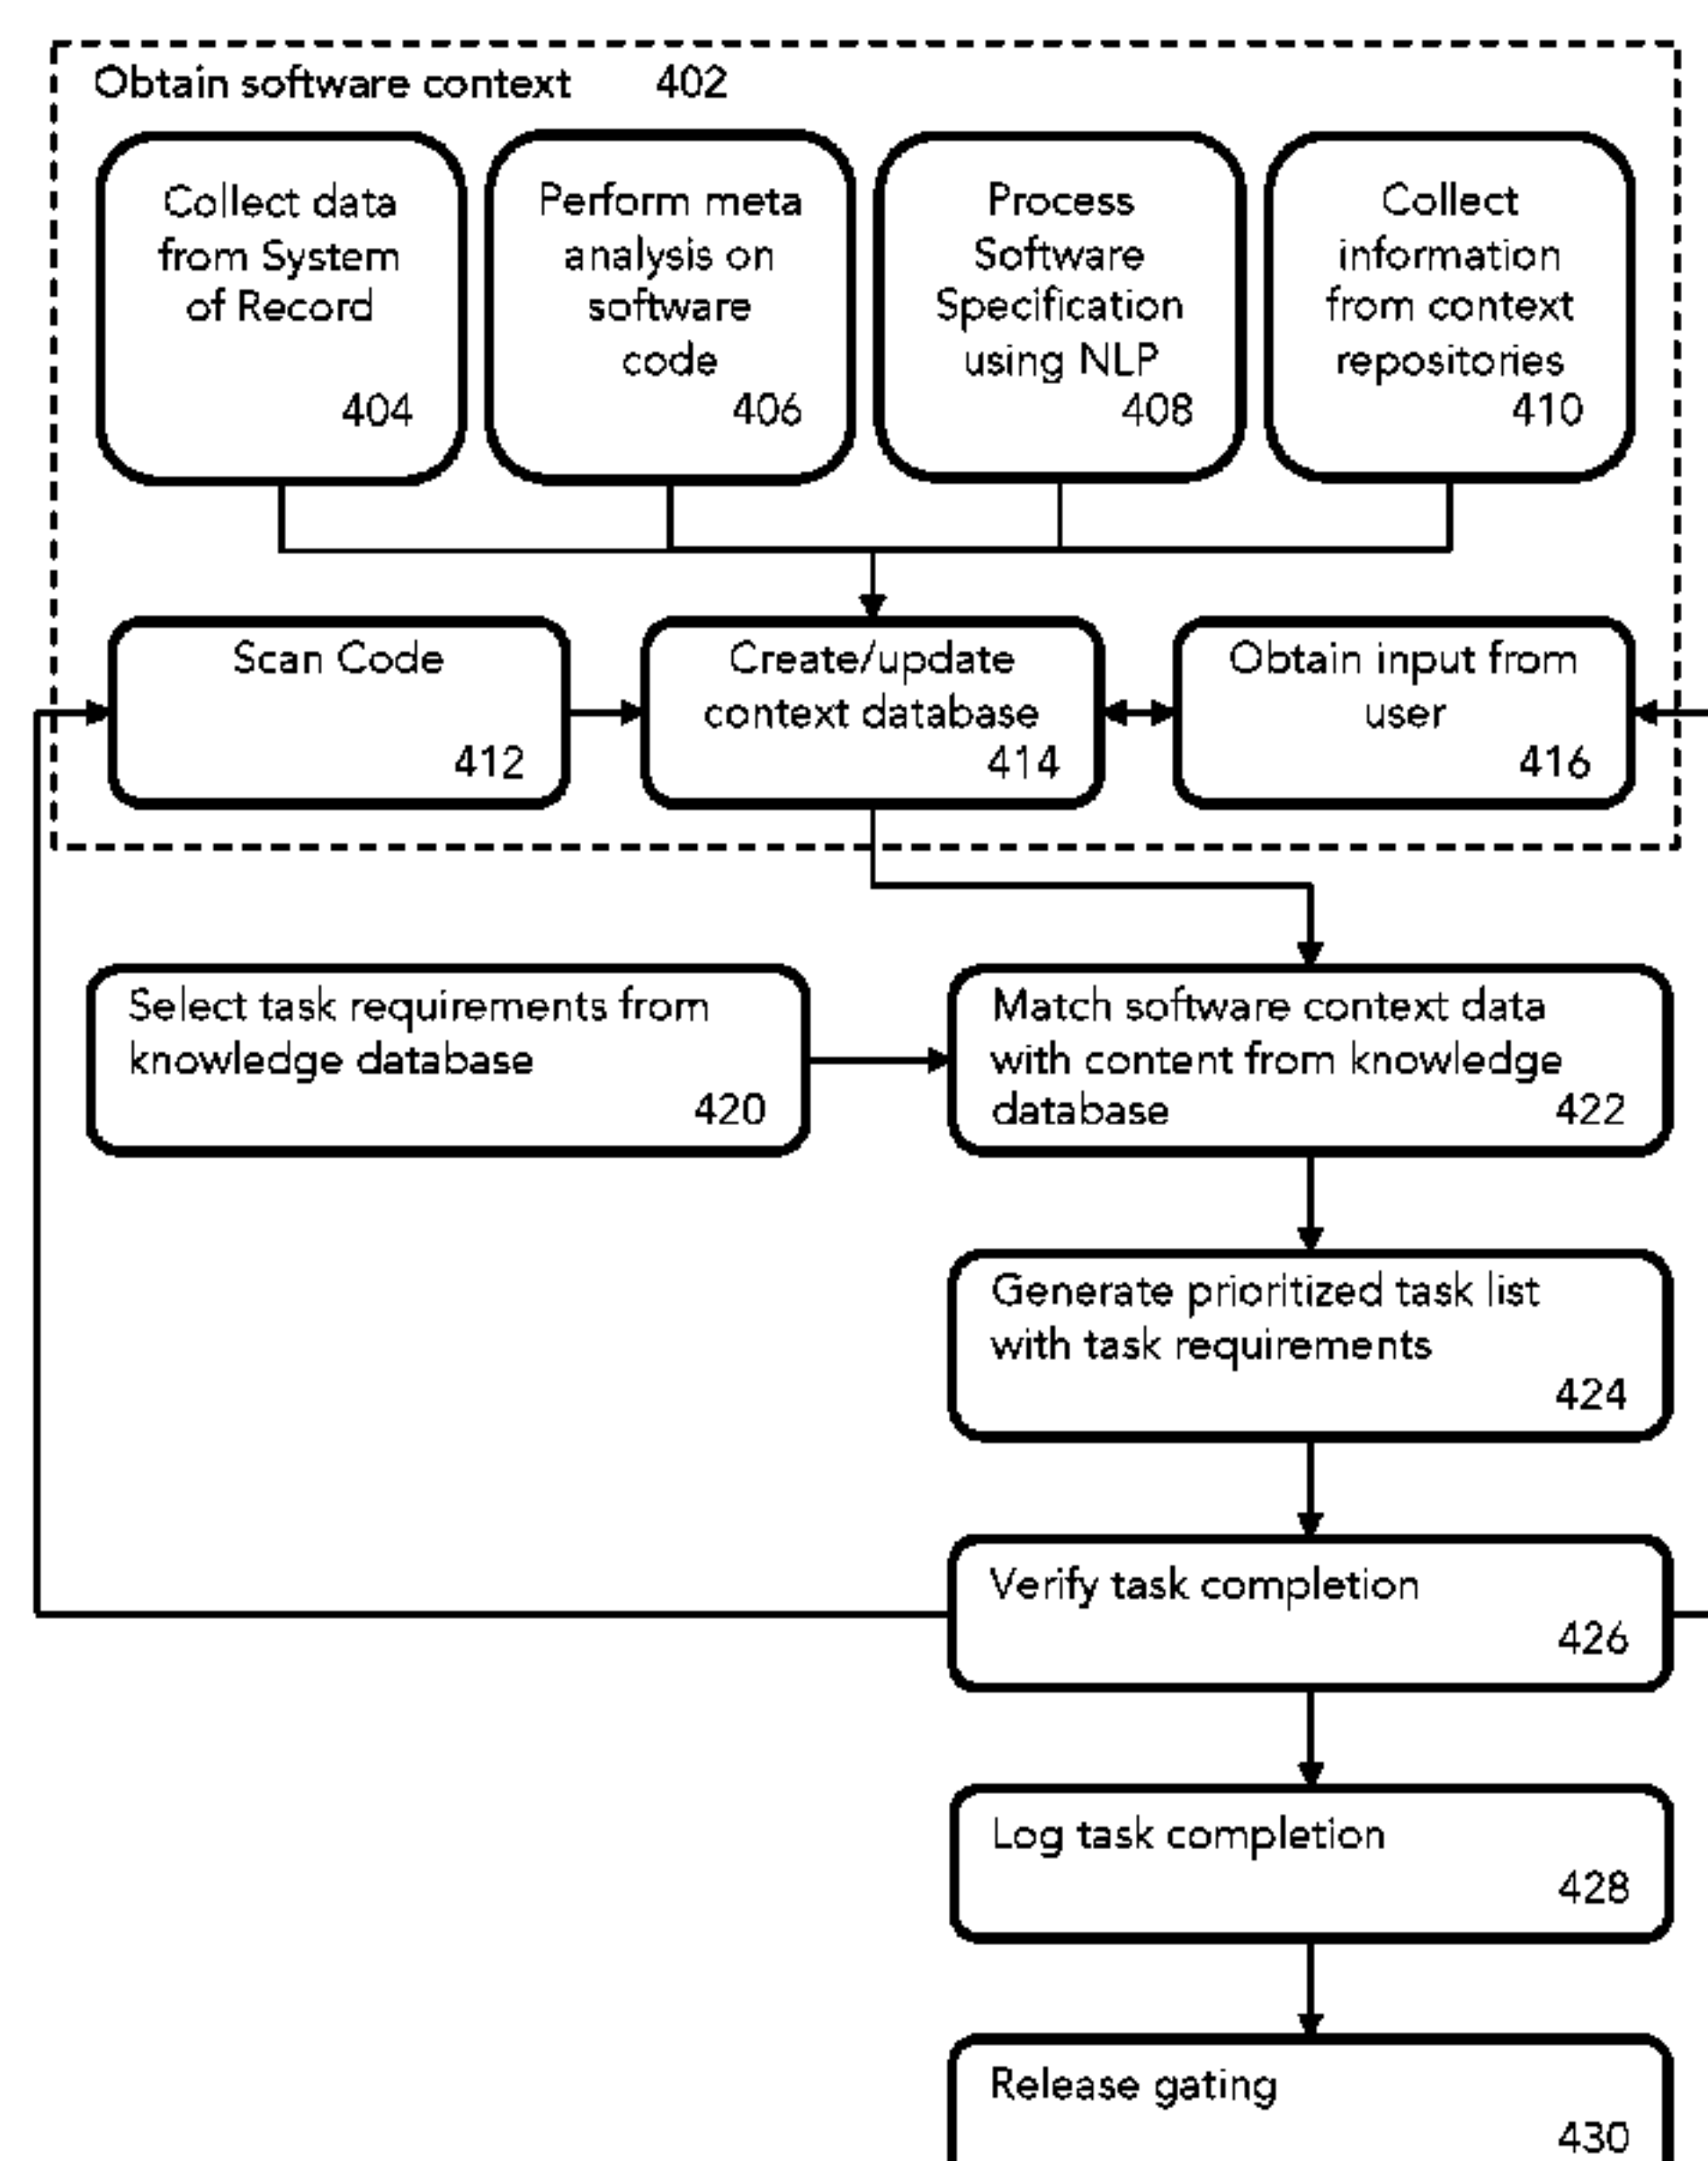 Obtain software context 402
Collect data
from System
of Record
404
Perform meta
analysis on
software
code
406
Process
Software
Specification
using NLP
408
Collect
information
from context
repositories
410
Scan Code
412
Create/update
context database
414
Obtain input from
user
416
Select task requirements from
knowledge database
420
Match software context data
with content from knowledge
database 422
Generate prioritized task list
with task requirements
424
Verify task completion
426
Log task completion
428
Release gating
430